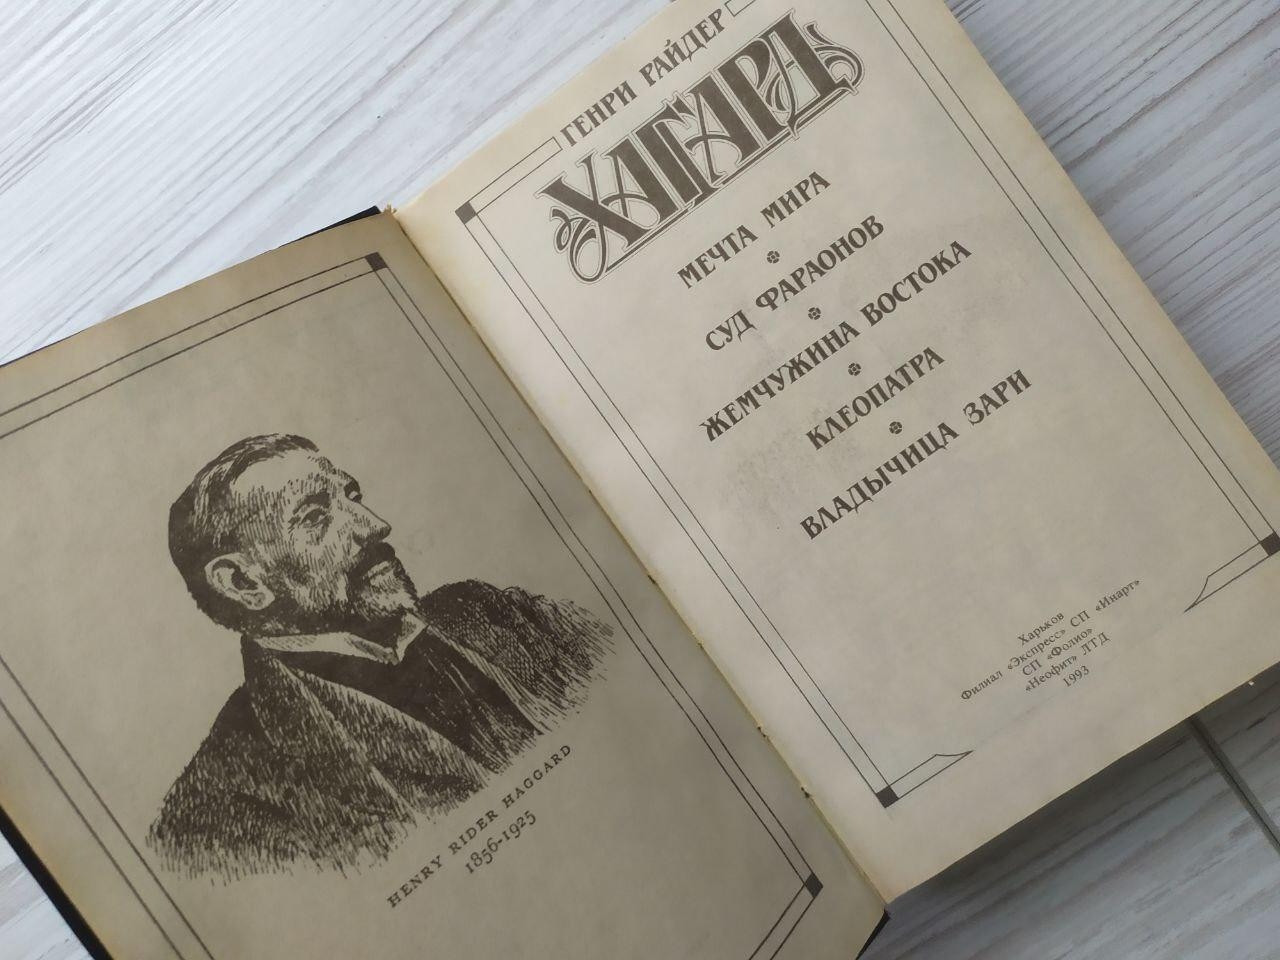 HENRY RIDER HAGGARD
1856-1925
ГЕНРИ РАЙДЕР
ХАГГАРД
МЕЧТА МИРА
СУД ФАРАОНОВ
ЖЕМЧУЖИНА ВОСТОКА
КЛЕОПАТРА
ВЛАДЫЧИЦА ЗАРИ
Харьков
Филиал «Экспресс» СП «Инарт»
СП «Фолио»
«Неофит» ЛТД
1993